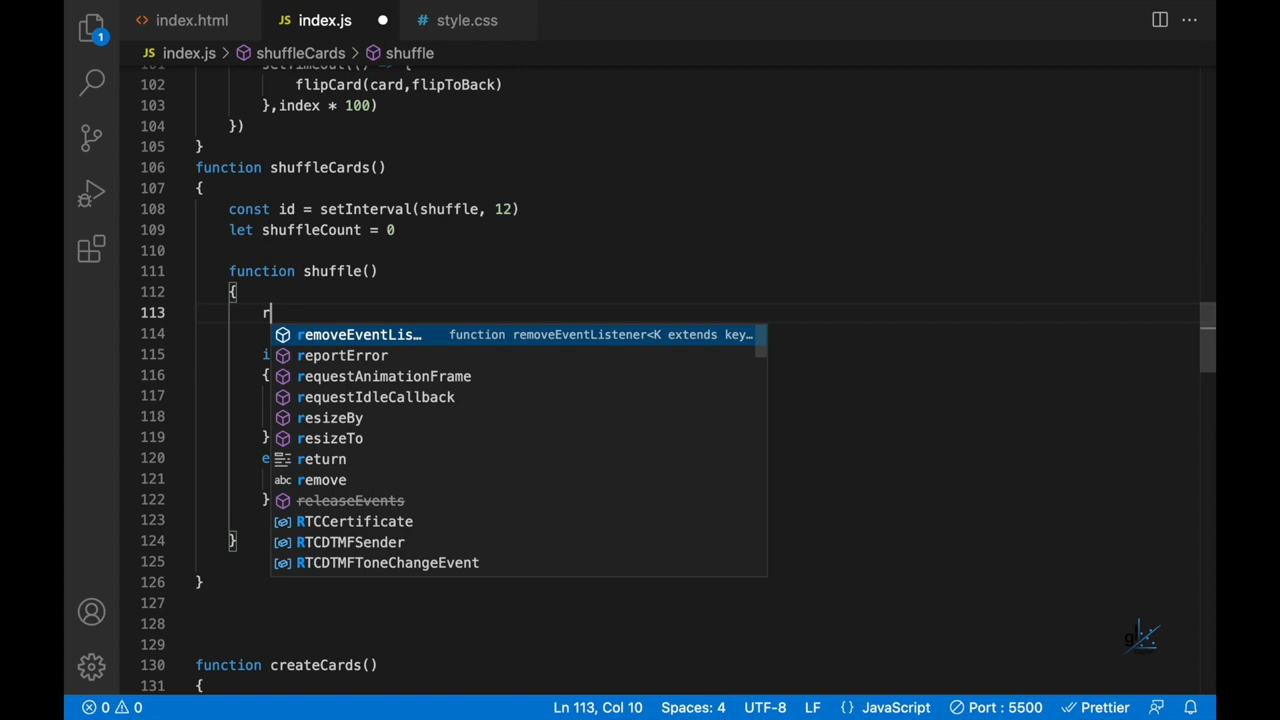 index.html
JS index.js
# style.css
1
JS index.js > shuffleCards > shuffle
102 flipCard(card,flipToBack)
103 },index * 100)
104 })
105 }
106 function shuffleCards()
107 {
108 const id = setInterval(shuffle, 12)
109 let shuffleCount = 0
110
111 function shuffle()
112 {
113 r
removeEventLis… function removeEventListener<K extends key…
114
reportError
115 i
requestAnimationFrame
116 {
requestIdleCallback
117
resizeBy
118
resizeTo
119 }
return
120 e
abc remove
121
releaseEvents
122 }
RTCCertificate
123
RTCDTMFSender
124 }
RTCDTMFToneChangeEvent
125
126 }
127
128
129
130 function createCards()
131 {
0 0 Ln 113, Col 10 Spaces: 4 UTF-8 LF {} JavaScript Port : 5500 Prettier